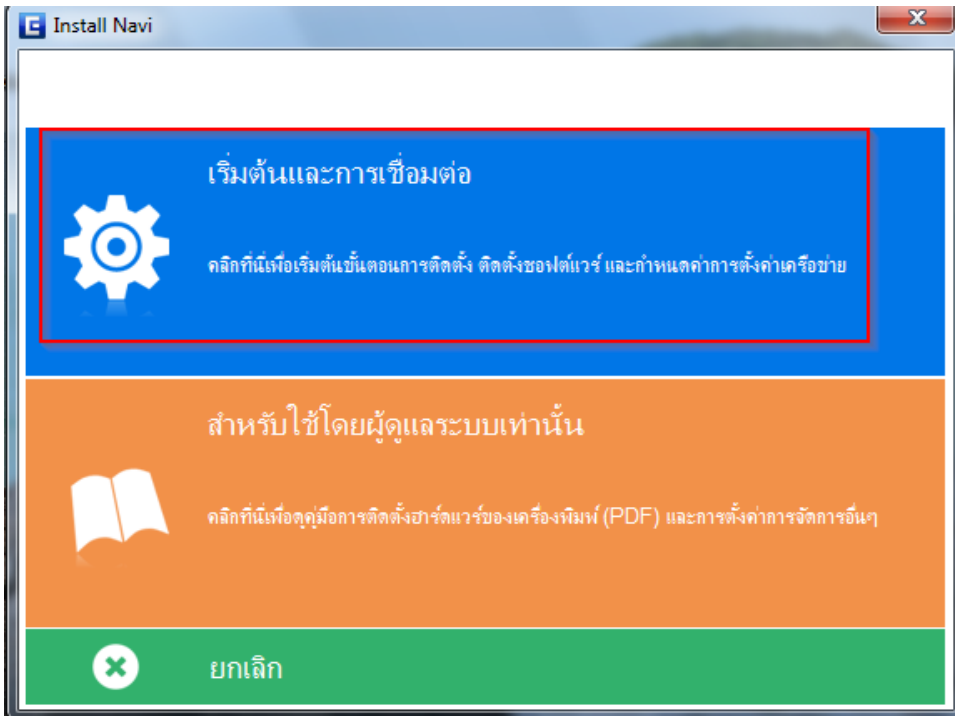 Install Navi
เริ่มต้นและการเชื่อมต่อ
คลิกที่นี่เพื่อเริ่มต้นขั้นตอนการติดตั้ง ติดตั้งซอฟต์แวร์ และกำหนดค่าการตั้งค่าเครือข่าย
สำหรับใช้โดยผู้ดูแลระบบเท่านั้น
คลิกที่นี่เพื่อดูคู่มือการติดตั้งฮาร์ดแวร์ของเครื่องพิมพ์ (PDF) และการตั้งค่าการจัดการอื่นๆ
ยกเลิก